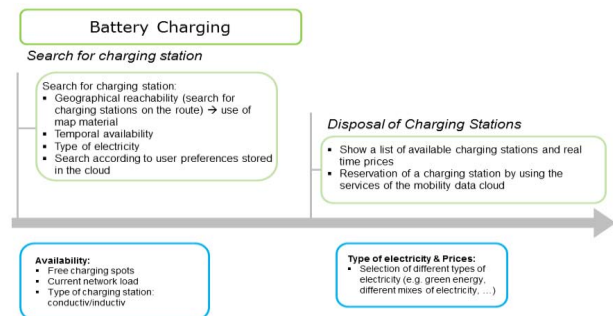 Battery Charging
Search for charging station
Search for charging station:
▪ Geographical reachability (search for
charging stations on the route) → use of
map material
▪ Temporal availability
▪ Type of electricity
▪ Search according to user preferences stored
in the cloud
Disposal of Charging Stations
▪ Show a list of available charging stations and real
time prices
▪ Reservation of a charging station by using the
services of the mobility data cloud
Availability:
▪ Free charging spots
▪ Current network load
▪ Type of charging station:
conductiv/inductiv
Type of electricity & Prices:
▪ Selection of different types of
electricity (e.g. green energy,
different mixes of electricity, ...)